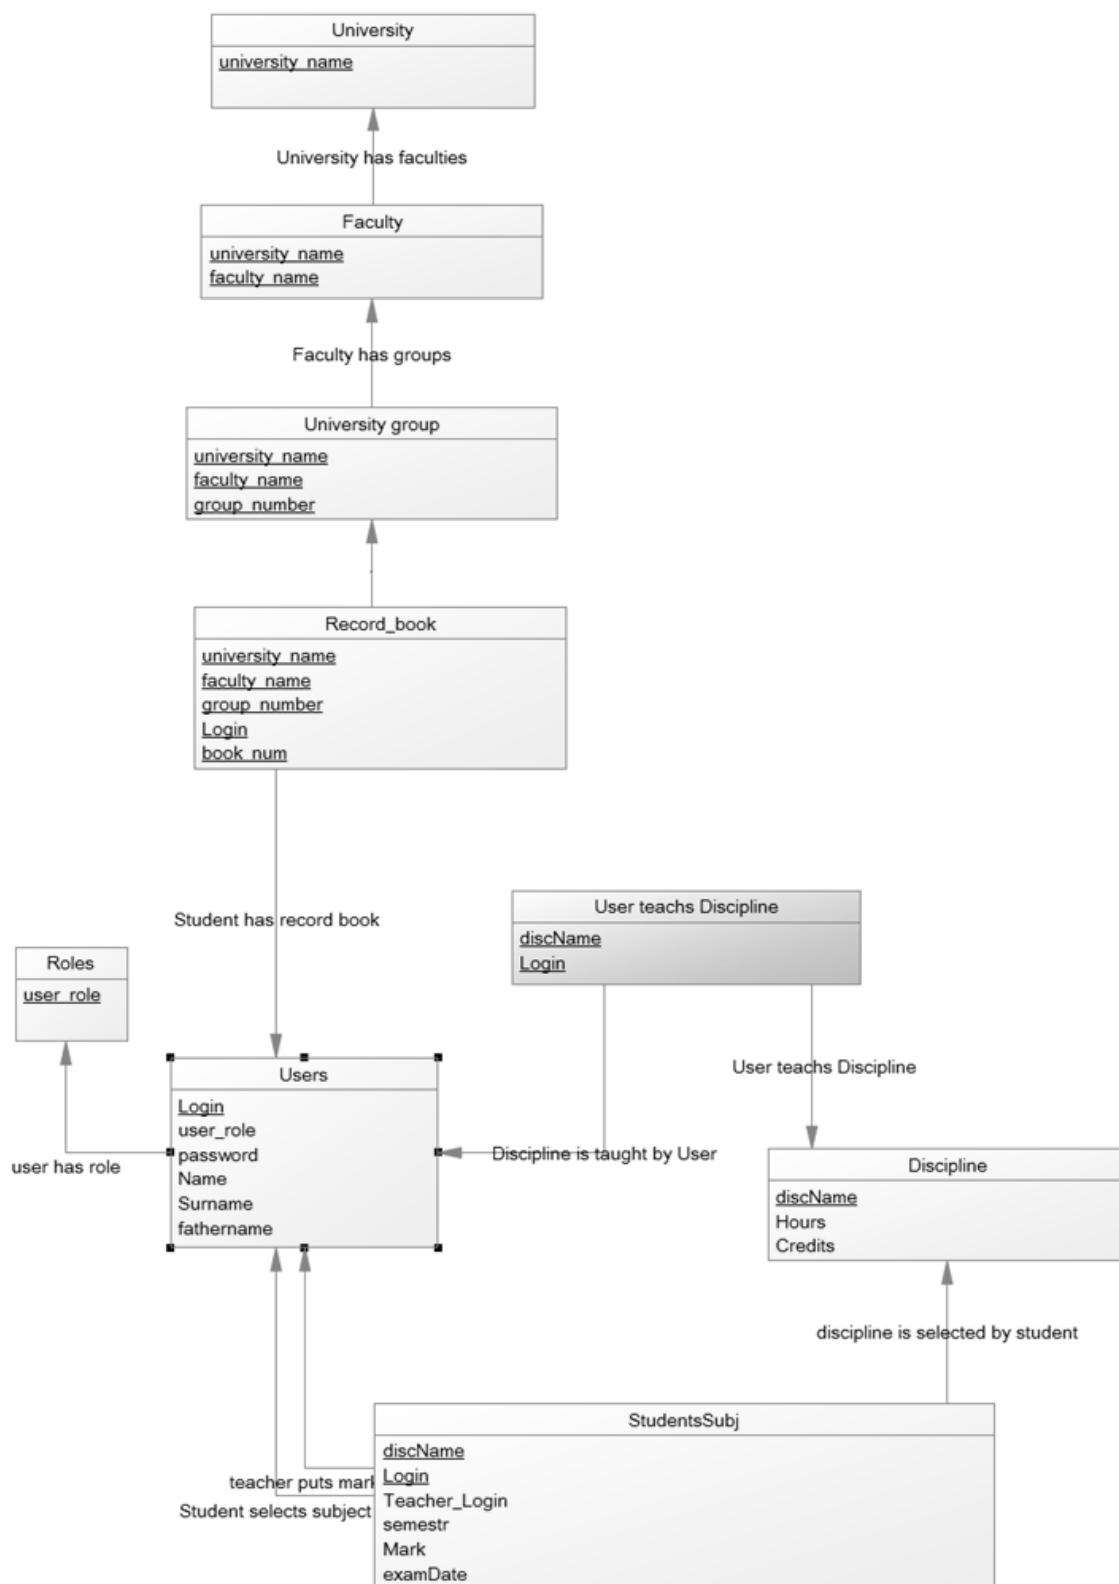 University
university_name
University has faculties
Faculty
university_name
faculty_name
Faculty has groups
University group
university_name
faculty_name
group_number
Record_book
university_name
faculty_name
group_number
Login
book_num
Student has record book
User teachs Discipline
discName
Login
Roles
user_role
User teachs Discipline
Users
Login
user_role
password
Name
Surname
fathername
user has role
Discipline is taught by User
Discipline
discName
Hours
Credits
discipline is selected by student
StudentsSubj
discName
Login
Teacher_Login
semestr
Mark
examDate
teacher puts mark
Student selects subject